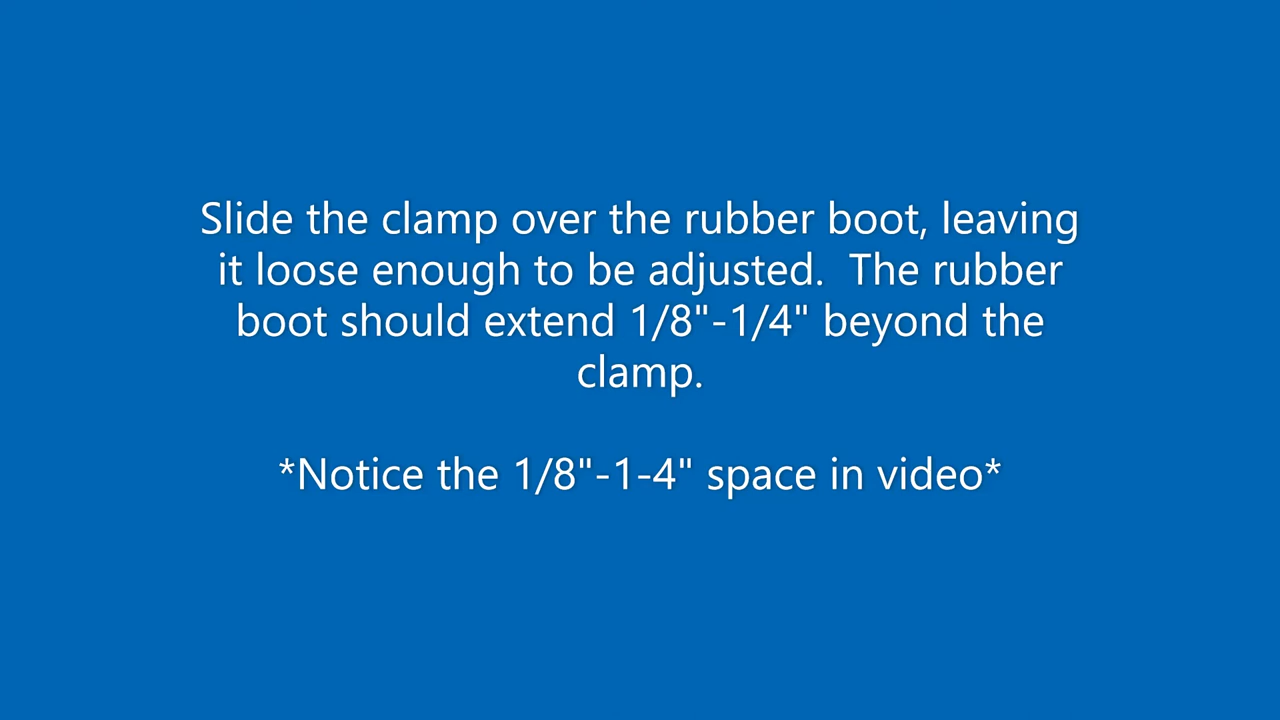 Slide the clamp over the rubber boot, leaving
it loose enough to be adjusted.  The rubber
boot should extend 1/8"-1/4" beyond the
clamp.
*Notice the 1/8"-1-4" space in video*